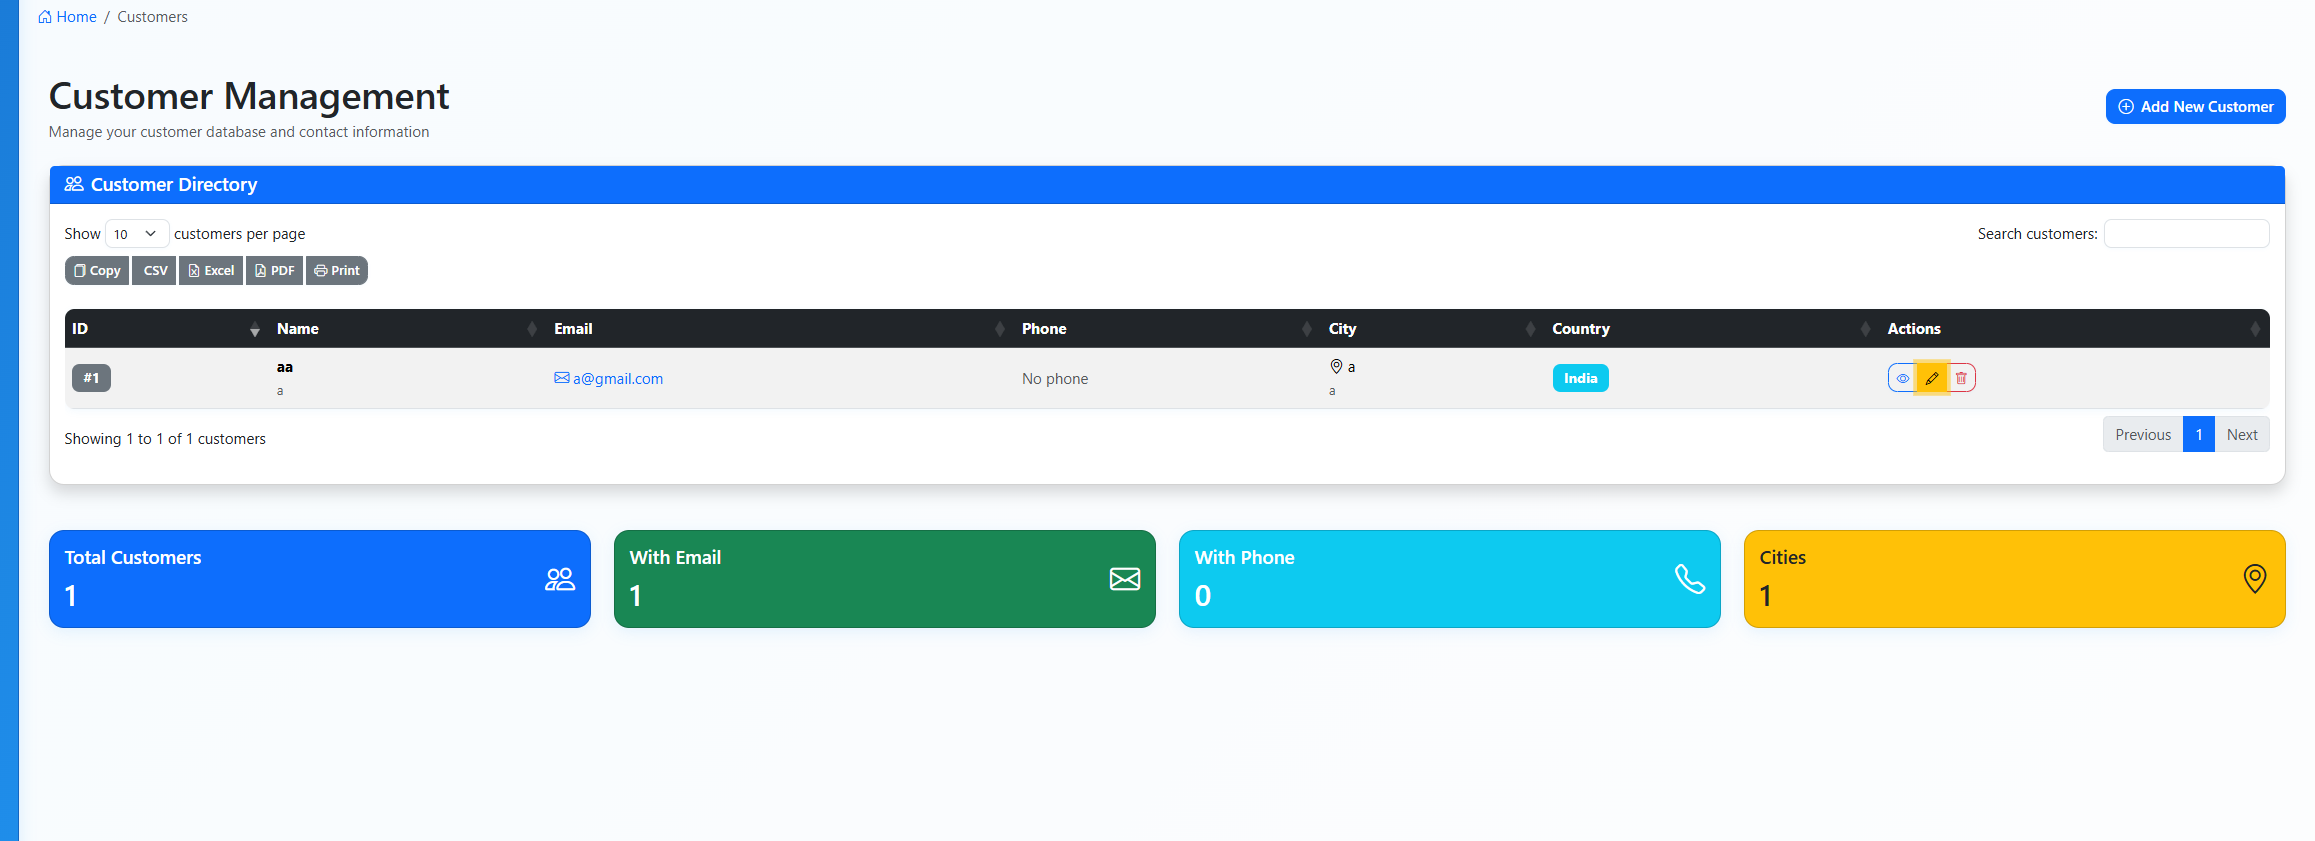 Home / Customers
Customer Management
Manage your customer database and contact information
Add New Customer
Customer Directory
Show 10 customers per page
Search customers:
Copy CSV Excel PDF Print
ID Name Email Phone City Country Actions
#1 aa a@gmail.com No phone a India
a a
Showing 1 to 1 of 1 customers
Previous 1 Next
Total Customers
1
With Email
1
With Phone
0
Cities
1